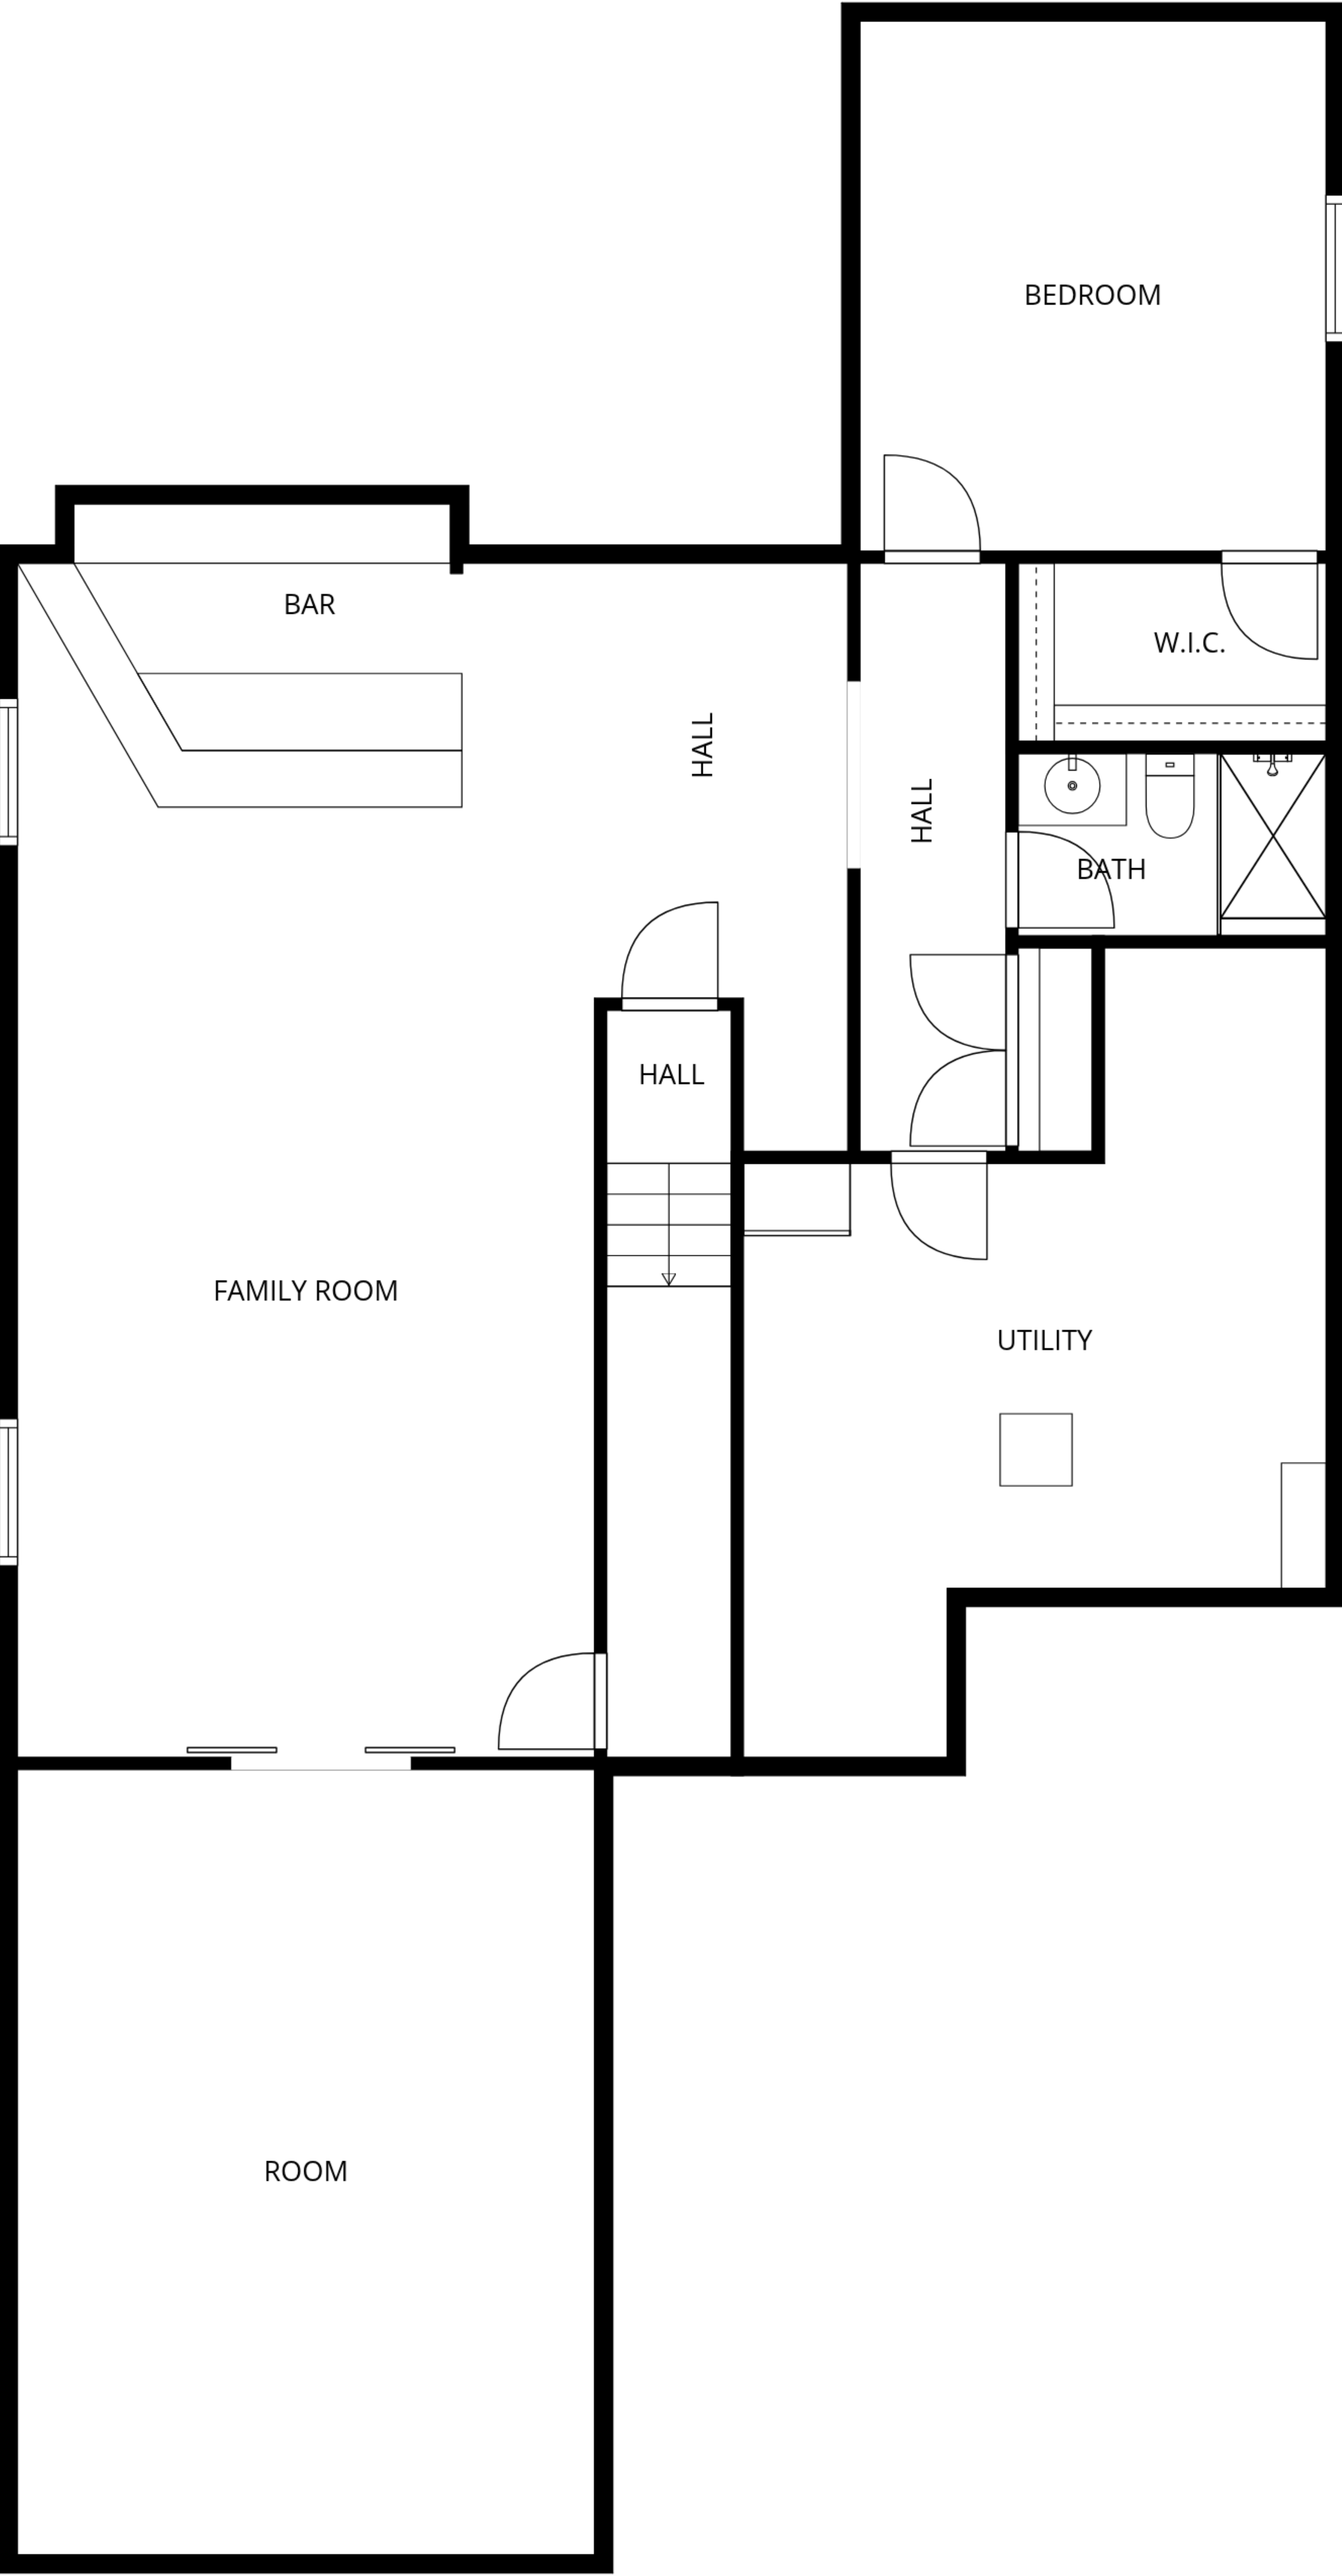 BEDROOM
BAR
W.I.C.
HALL
HALL
BATH
HALL
FAMILY ROOM
UTILITY
ROOM